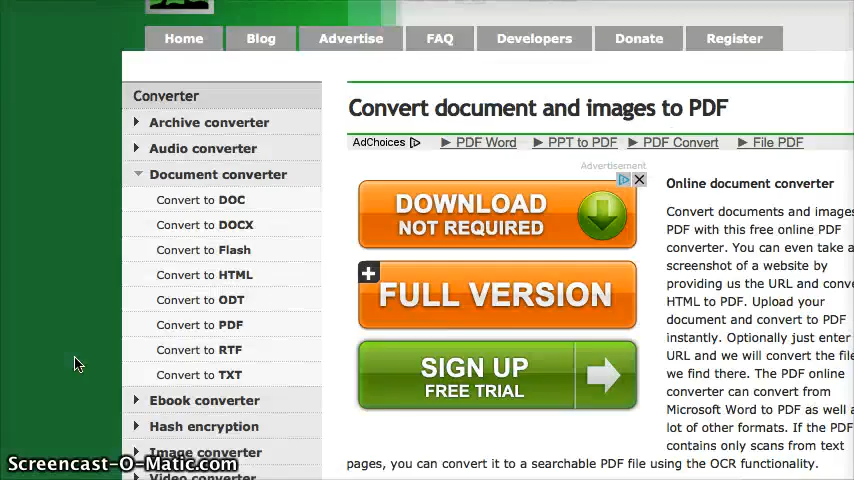 Home Blog Advertise FAQ Developers Donate Register
Converter
Archive converter
Audio converter
Document converter
Convert to DOC
Convert to DOCX
Convert to Flash
Convert to HTML
Convert to ODT
Convert to PDF
Convert to RTF
Convert to TXT
Ebook converter
Hash encryption
Image converter
Video converter
Convert document and images to PDF
AdChoices PDF Word PPT to PDF PDF Convert File PDF
Advertisement
DOWNLOAD
NOT REQUIRED
FULL VERSION
SIGN UP
FREE TRIAL
Online document converter
Convert documents and images
PDF with this free online PDF
converter. You can even take a
screenshot of a website by
providing us the URL and conve
HTML to PDF. Upload your
document and convert to PDF
instantly. Optionally just enter
URL and we will convert the file
we find there. The PDF online
converter can convert from
Microsoft Word to PDF as well a
lot of other formats. If the PDF
contains only scans from text
pages, you can convert it to a searchable PDF file using the OCR functionality.
Screencast-O-Matic.com